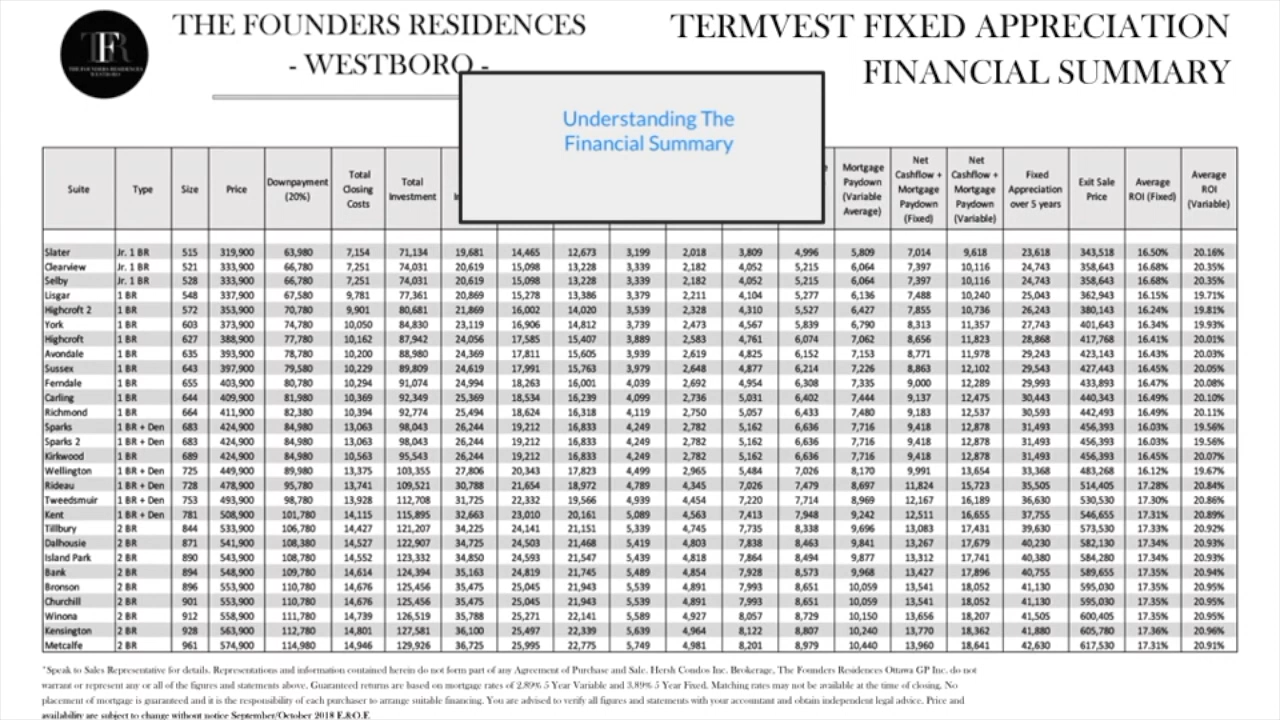 TFR
THE FOUNDERS RESIDENCES
WESTBORO
THE FOUNDERS RESIDENCES
- WESTBORO -
TERMVEST FIXED APPRECIATION
FINANCIAL SUMMARY
Understanding The
Financial Summary
Suite Type Size Price Downpayment (20%) Total Closing Costs Total Investment Mortgage Paydown (Variable Average) Net Cashflow + Mortgage Paydown (Fixed) Net Cashflow + Mortgage Paydown (Variable) Fixed Appreciation over 5 years Exit Sale Price Average ROI (Fixed) Average ROI (Variable)
Slater Jr. 1 BR 515 319,900 63,980 7,154 71,134 19,681 14,465 12,673 3,199 2,018 3,809 4,996 5,809 7,014 9,618 23,618 343,518 16.50% 20.16%
Clearview Jr. 1 BR 521 333,900 66,780 7,251 74,031 20,619 15,098 13,228 3,339 2,182 4,052 5,215 6,064 7,397 10,116 24,743 358,643 16.68% 20.35%
Selby Jr. 1 BR 528 333,900 66,780 7,251 74,031 20,619 15,098 13,228 3,339 2,182 4,052 5,215 6,064 7,397 10,116 24,743 358,643 16.68% 20.35%
Lisgar 1 BR 548 337,900 67,580 9,781 77,361 20,869 15,278 13,386 3,379 2,211 4,104 5,277 6,136 7,488 10,240 25,043 362,943 16.15% 19.71%
Highcroft 2 1 BR 572 353,900 70,780 9,901 80,681 21,869 16,002 14,020 3,539 2,328 4,310 5,527 6,427 7,855 10,736 26,243 380,143 16.24% 19.81%
York 1 BR 603 373,900 74,780 10,050 84,830 23,119 16,906 14,812 3,739 2,473 4,567 5,839 6,790 8,313 11,357 27,743 401,643 16.34% 19.93%
Highcroft 1 BR 627 388,900 77,780 10,162 87,942 24,056 17,585 15,407 3,889 2,583 4,761 6,074 7,062 8,656 11,823 28,868 417,768 16.41% 20.01%
Avondale 1 BR 635 393,900 78,780 10,200 88,980 24,369 17,811 15,605 3,939 2,619 4,825 6,152 7,153 8,771 11,978 29,243 423,143 16.43% 20.03%
Sussex 1 BR 643 397,900 79,580 10,229 89,809 24,619 17,991 15,763 3,979 2,648 4,877 6,214 7,226 8,863 12,102 29,543 427,443 16.45% 20.05%
Ferndale 1 BR 655 403,900 80,780 10,294 91,074 24,994 18,263 16,001 4,039 2,692 4,954 6,308 7,335 9,000 12,289 29,993 433,893 16.47% 20.08%
Carling 1 BR 644 409,900 81,980 10,369 92,349 25,369 18,534 16,239 4,099 2,736 5,031 6,402 7,444 9,137 12,475 30,443 440,343 16.49% 20.10%
Richmond 1 BR 664 411,900 82,380 10,394 92,774 25,494 18,624 16,318 4,119 2,750 5,057 6,433 7,480 9,183 12,537 30,593 442,493 16.49% 20.11%
Sparks 1 BR + Den 683 424,900 84,980 13,063 98,043 26,244 19,212 16,833 4,249 2,782 5,162 6,636 7,716 9,418 12,878 31,493 456,393 16.03% 19.56%
Sparks 2 1 BR + Den 683 424,900 84,980 13,063 98,043 26,244 19,212 16,833 4,249 2,782 5,162 6,636 7,716 9,418 12,878 31,493 456,393 16.03% 19.56%
Kirkwood 1 BR + Den 689 424,900 84,980 10,563 95,543 26,244 19,212 16,833 4,249 2,782 5,162 6,636 7,716 9,418 12,878 31,493 456,393 16.45% 20.07%
Wellington 1 BR + Den 725 449,900 89,980 13,375 103,355 27,806 20,343 17,823 4,499 2,965 5,484 7,026 8,170 9,991 13,654 33,368 483,268 16.12% 19.67%
Rideau 1 BR + Den 728 478,900 95,780 13,741 109,521 30,788 21,654 18,972 4,789 4,345 7,026 7,479 8,697 11,824 15,723 35,505 514,405 17.28% 20.84%
Tweedsmuir 1 BR + Den 753 493,900 98,780 13,928 112,708 31,725 22,332 19,566 4,939 4,454 7,220 7,714 8,969 12,167 16,189 36,630 530,530 17.30% 20.86%
Kent 1 BR + Den 781 508,900 101,780 14,115 115,895 32,663 23,010 20,161 5,089 4,563 7,413 7,948 9,242 12,511 16,655 37,755 546,655 17.31% 20.89%
Tillbury 2 BR 844 533,900 106,780 14,427 121,207 34,225 24,141 21,151 5,339 4,745 7,735 8,338 9,696 13,083 17,431 39,630 573,530 17.33% 20.92%
Dalhousie 2 BR 871 541,900 108,380 14,527 122,907 34,725 24,503 21,468 5,419 4,803 7,838 8,463 9,841 13,267 17,679 40,230 582,130 17.34% 20.93%
Island Park 2 BR 890 543,900 108,780 14,552 123,332 34,850 24,593 21,547 5,439 4,818 7,864 8,494 9,877 13,312 17,741 40,380 584,280 17.34% 20.93%
Bank 2 BR 894 548,900 109,780 14,614 124,394 35,163 24,819 21,745 5,489 4,854 7,928 8,573 9,968 13,427 17,896 40,755 589,655 17.35% 20.94%
Bronson 2 BR 896 553,900 110,780 14,676 125,456 35,475 25,045 21,943 5,539 4,891 7,993 8,651 10,059 13,541 18,052 41,130 595,030 17.35% 20.95%
Churchill 2 BR 901 553,900 110,780 14,676 125,456 35,475 25,045 21,943 5,539 4,891 7,993 8,651 10,059 13,541 18,052 41,130 595,030 17.35% 20.95%
Winona 2 BR 912 558,900 111,780 14,739 126,519 35,788 25,271 22,141 5,589 4,927 8,057 8,729 10,150 13,656 18,207 41,505 600,405 17.35% 20.95%
Kensington 2 BR 928 563,900 112,780 14,801 127,581 36,100 25,497 22,339 5,639 4,964 8,122 8,807 10,240 13,770 18,362 41,880 605,780 17.36% 20.96%
Metcalfe 2 BR 961 574,900 114,980 14,946 129,926 36,725 25,995 22,775 5,749 4,981 8,201 8,979 10,440 13,960 18,641 42,630 617,530 17.31% 20.91%
*Speak to Sales Representative for details. Representations and information contained herein do not form part of any Agreement of Purchase and Sale. Hersh Condos Inc. Brokerage, The Founders Residences Ottawa GP Inc. do not
warrant or represent any or all of the figures and statements above. Guaranteed returns are based on mortgage rates of 2.89% 5 Year Variable and 3.89% 5 Year Fixed. Matching rates may not be available at the time of closing. No
placement of mortgage is guaranteed and it is the responsibility of each purchaser to arrange suitable financing. You are advised to verify all figures and statements with your accountant and obtain independent legal advice. Price and
availability are subject to change without notice September/October 2018 E.&O.E